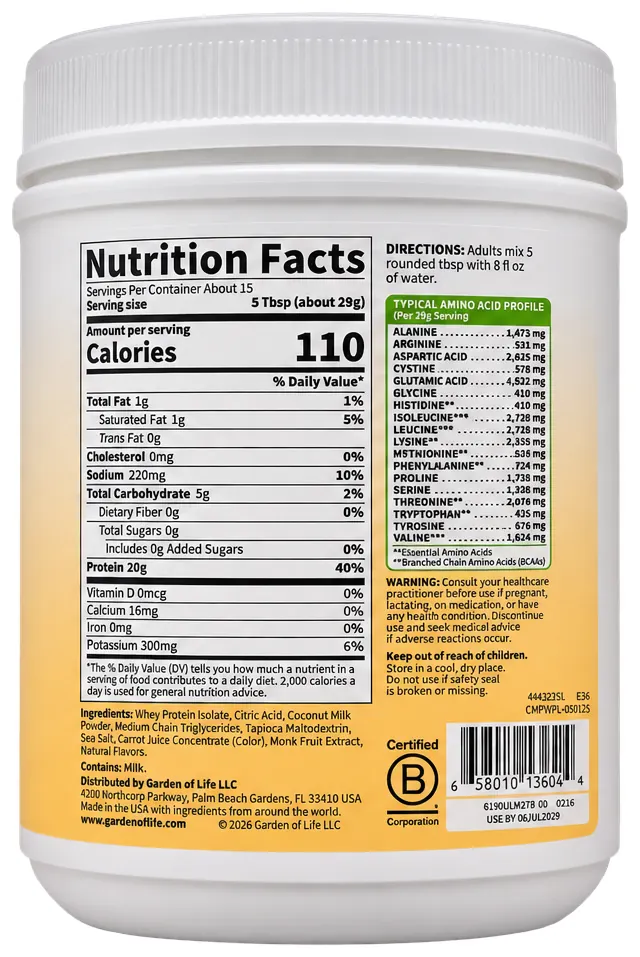 Nutrition Facts
Servings Per Container About 15
Serving size 5 Tbsp (about 29g)
Amount per serving
Calories 110
% Daily Value*
Total Fat 1g 1%
Saturated Fat 1g 5%
Trans Fat 0g
Cholesterol 0mg 0%
Sodium 220mg 10%
Total Carbohydrate 5g 2%
Dietary Fiber 0g 0%
Total Sugars 0g
Includes 0g Added Sugars 0%
Protein 20g 40%
Vitamin D 0mcg 0%
Calcium 16mg 0%
Iron 0mg 0%
Potassium 300mg 6%
*The % Daily Value (DV) tells you how much a nutrient in a
serving of food contributes to a daily diet. 2,000 calories a
day is used for general nutrition advice.
Ingredients: Whey Protein Isolate, Citric Acid, Coconut Milk
Powder, Medium Chain Triglycerides, Tapioca Maltodextrin,
Sea Salt, Carrot Juice Concentrate (Color), Monk Fruit Extract,
Natural Flavors.
Contains: Milk.
Distributed by Garden of Life LLC
4200 Northcorp Parkway, Palm Beach Gardens, FL 33410 USA
Made in the USA with ingredients from around the world.
www.gardenoflife.com © 2026 Garden of Life LLC
DIRECTIONS: Adults mix 5
rounded tbsp with 8 fl oz
of water.
TYPICAL AMINO ACID PROFILE
(Per 29g Serving
ALANINE 1,473 mg
ARGININE 531 mg
ASPARTIC ACID 2,625 mg
CYSTINE 578 mg
GLUTAMIC ACID 4,522 mg
GLYCINE 410 mg
HISTIDINE** 410 mg
ISOLEUCINE*** 2,728 mg
LEUCINE*** 2,728 mg
LYSINE** 2,355 mg
MSTNIONINE** 536 mg
PHENYLALANINE** 724 mg
PROLINE 1,738 mg
SERINE 1,328 mg
THREONINE** 2,076 mg
TRYPTOPHAN** 435 mg
TYROSINE 676 mg
VALINE*** 1,624 mg
**Essential Amino Acids
**Branched Chain Amino Acids (BCAAs)
WARNING: Consult your healthcare
practitioner before use if pregnant,
lactating, on medication, or have
any health condition. Discontinue
use and seek medical advice
if adverse reactions occur.
Keep out of reach of children.
Store in a cool, dry place.
Do not use if safety seal
is broken or missing.
444323SL E36
CMPWPL-050125
Certified
B
Corporation
6 58010 13604 4
6190ULM2TB 00 0216
USE BY 06JUL2029